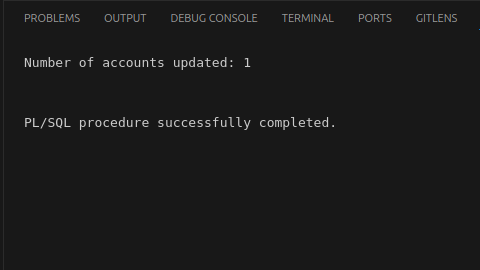 PROBLEMS OUTPUT DEBUG CONSOLE TERMINAL PORTS GITLENS
Number of accounts updated: 1
PL/SQL procedure successfully completed.